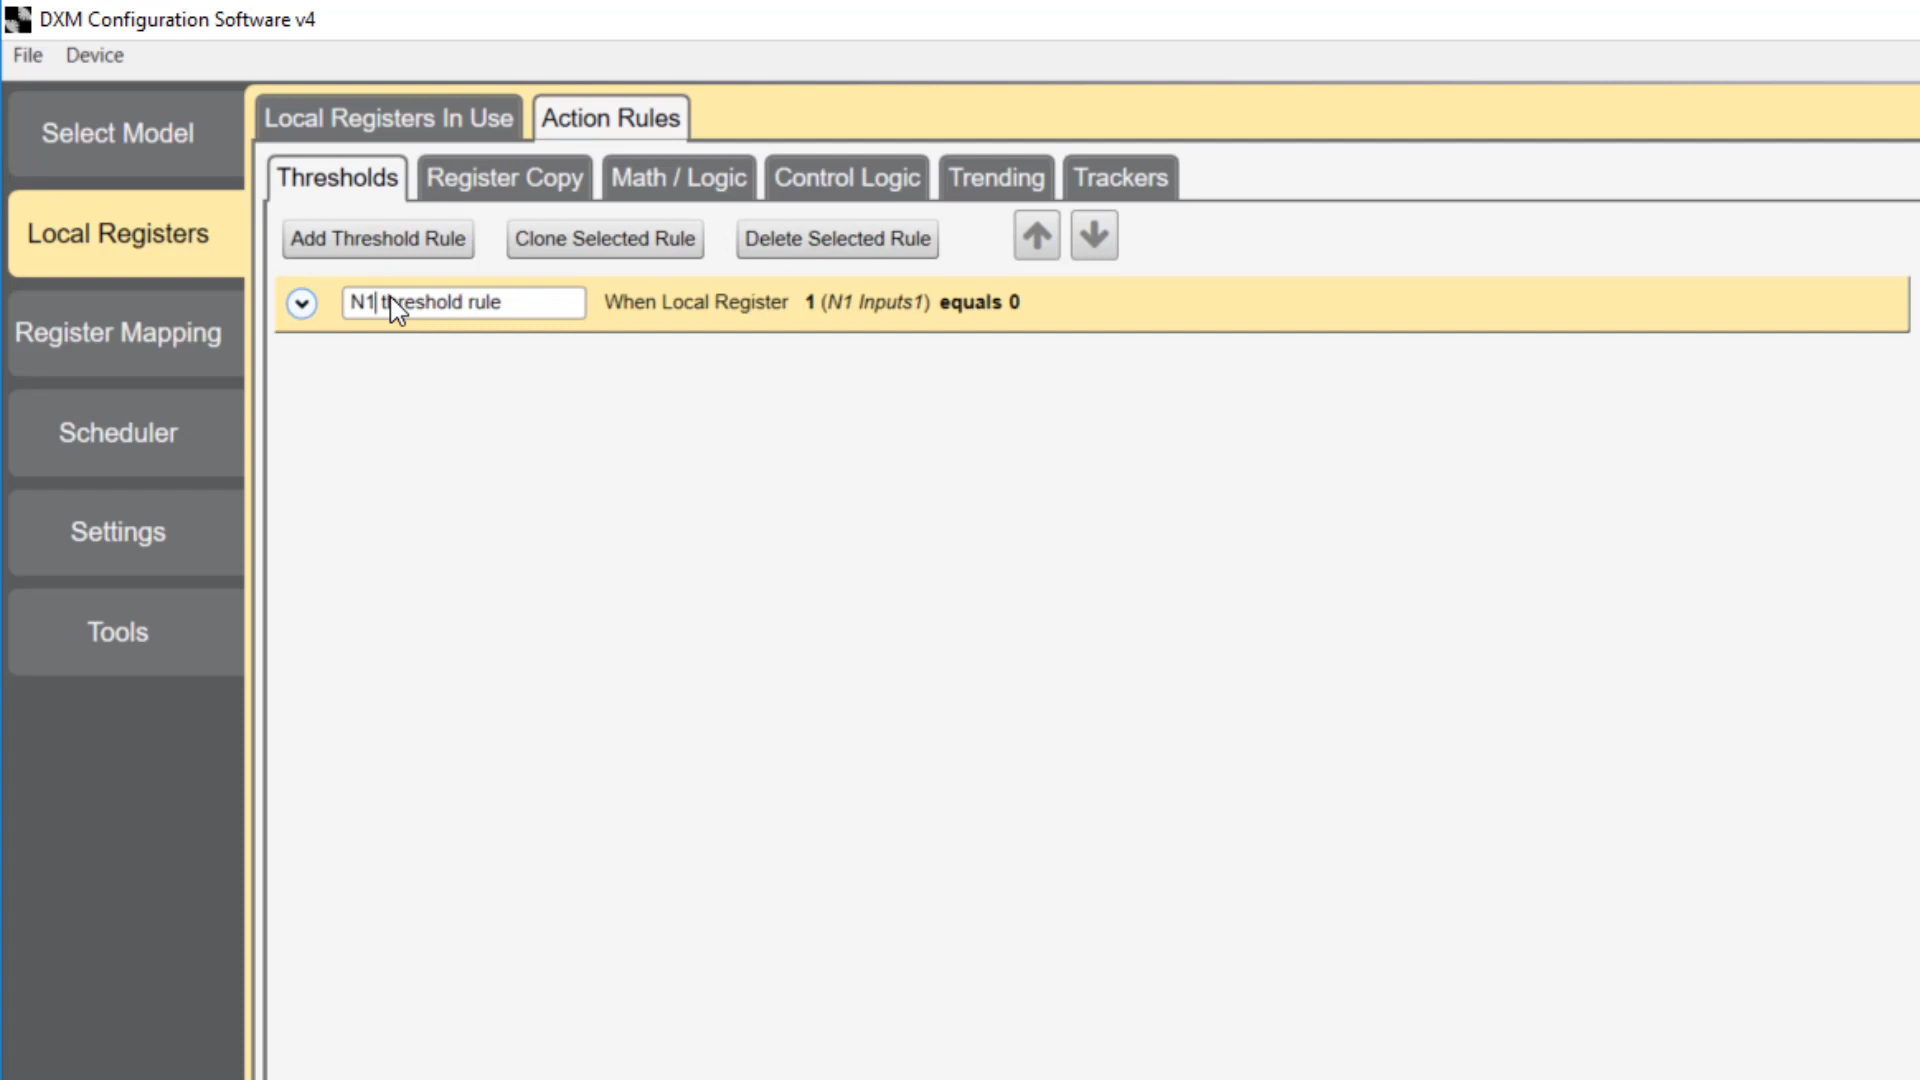 DXM Configuration Software v4
File Device
Select Model
Local Registers
Register Mapping
Scheduler
Settings
Tools
Local Registers In Use Action Rules
Thresholds Register Copy Math / Logic Control Logic Trending Trackers
Add Threshold Rule Clone Selected Rule Delete Selected Rule
N1 threshold rule When Local Register 1 (N1 Inputs1) equals 0